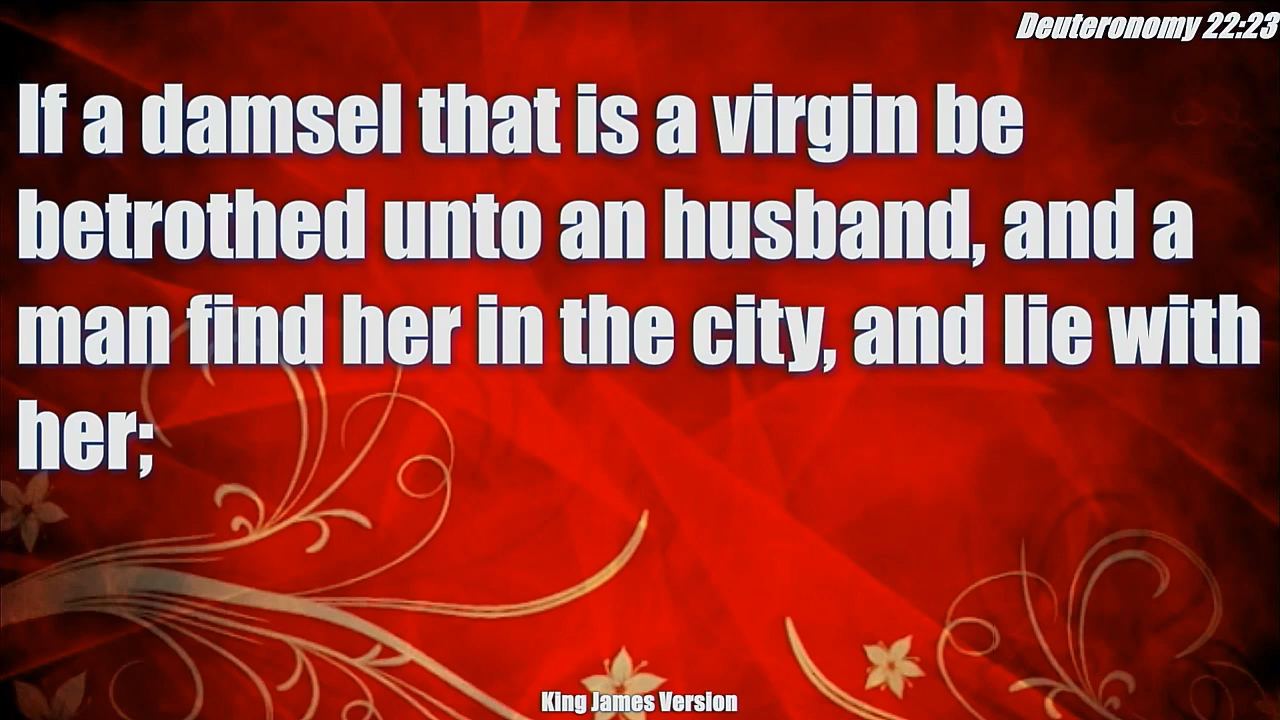 Deuteronomy 22:23
If a damsel that is a virgin be
betrothed unto an husband, and a
man find her in the city, and lie with
her;
King James Version